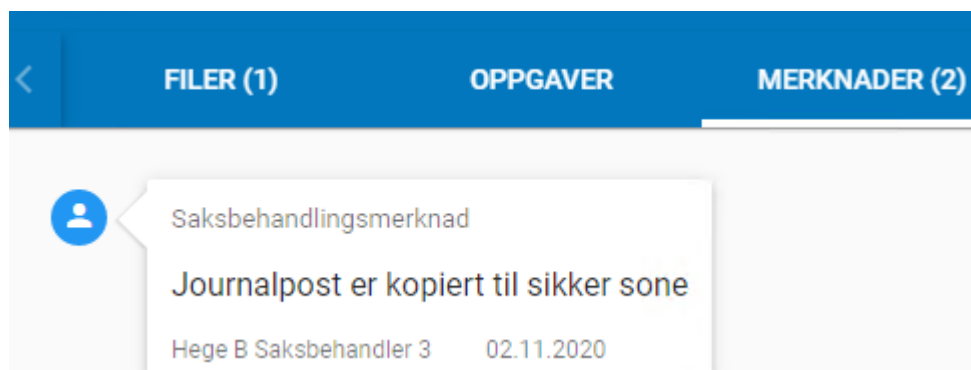 FILER (1) OPPGAVER MERKNADER (2)
Saksbehandlingsmerknad
Journalpost er kopiert til sikker sone
Hege B Saksbehandler 3 02.11.2020